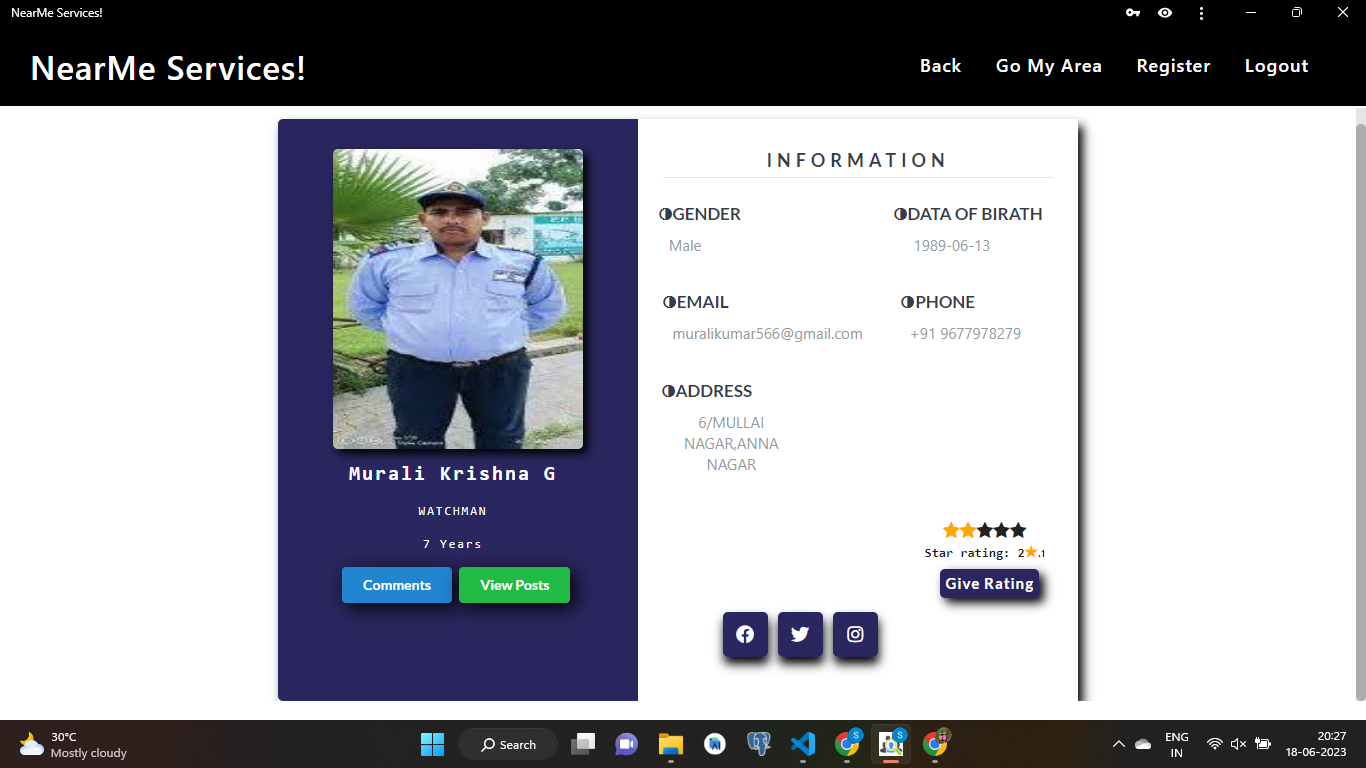 NearMe Services!
NearMe Services!
Back
Go My Area
Register
Logout
Murali Krishna G
WATCHMAN
7 Years
Comments
View Posts
INFORMATION
GENDER
DATA OF BIRATH
Male
1989-06-13
EMAIL
PHONE
muralikumar566@gmail.com
+91 9677978279
ADDRESS
6/MULLAI
NAGAR,ANNA
NAGAR
Star rating: 2★.1
Give Rating
30°C
Mostly cloudy
Search
S
S
ENG
IN
20:27
18-06-2023